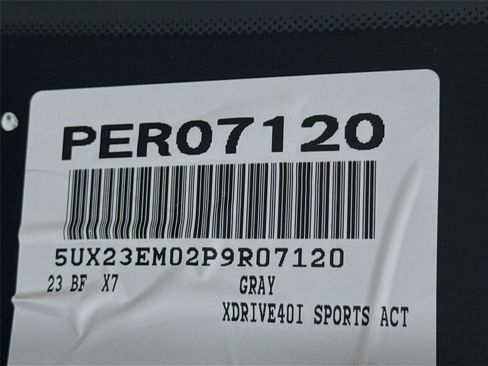 PER07120
5UX23EM02P9R07120
23 BF X7 GRAY
XDRIVE40I SPORTS ACT